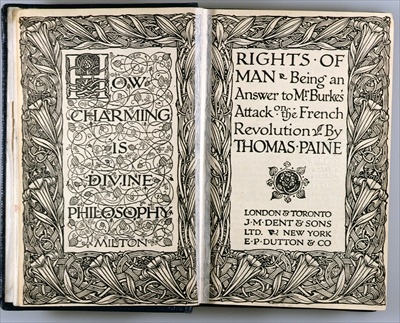 HOW
CHARMING
IS
DIVINE
PHILOSOPHY
MILTON
RIGHTS · OF
MAN Being an
Answer to Mr. Burke's
Attack on the French
Revolution By
THOMAS · PAINE
LONDON & TORONTO
J · M · DENT & SONS
LTD. NEW YORK
E · P · DUTTON & CO